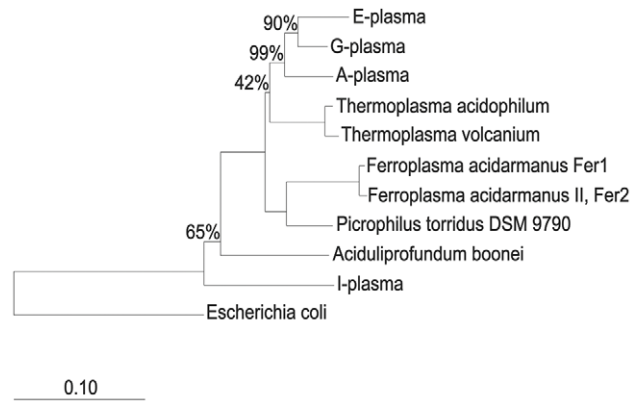 E-plasma
90%
G-plasma
99%
A-plasma
42%
Thermoplasma acidophilum
Thermoplasma volcanium
Ferroplasma acidarmanus Fer1
Ferroplasma acidarmanus II, Fer2
Picrophilus torridus DSM 9790
65%
Aciduliprofundum boonei
I-plasma
Escherichia coli
0.10